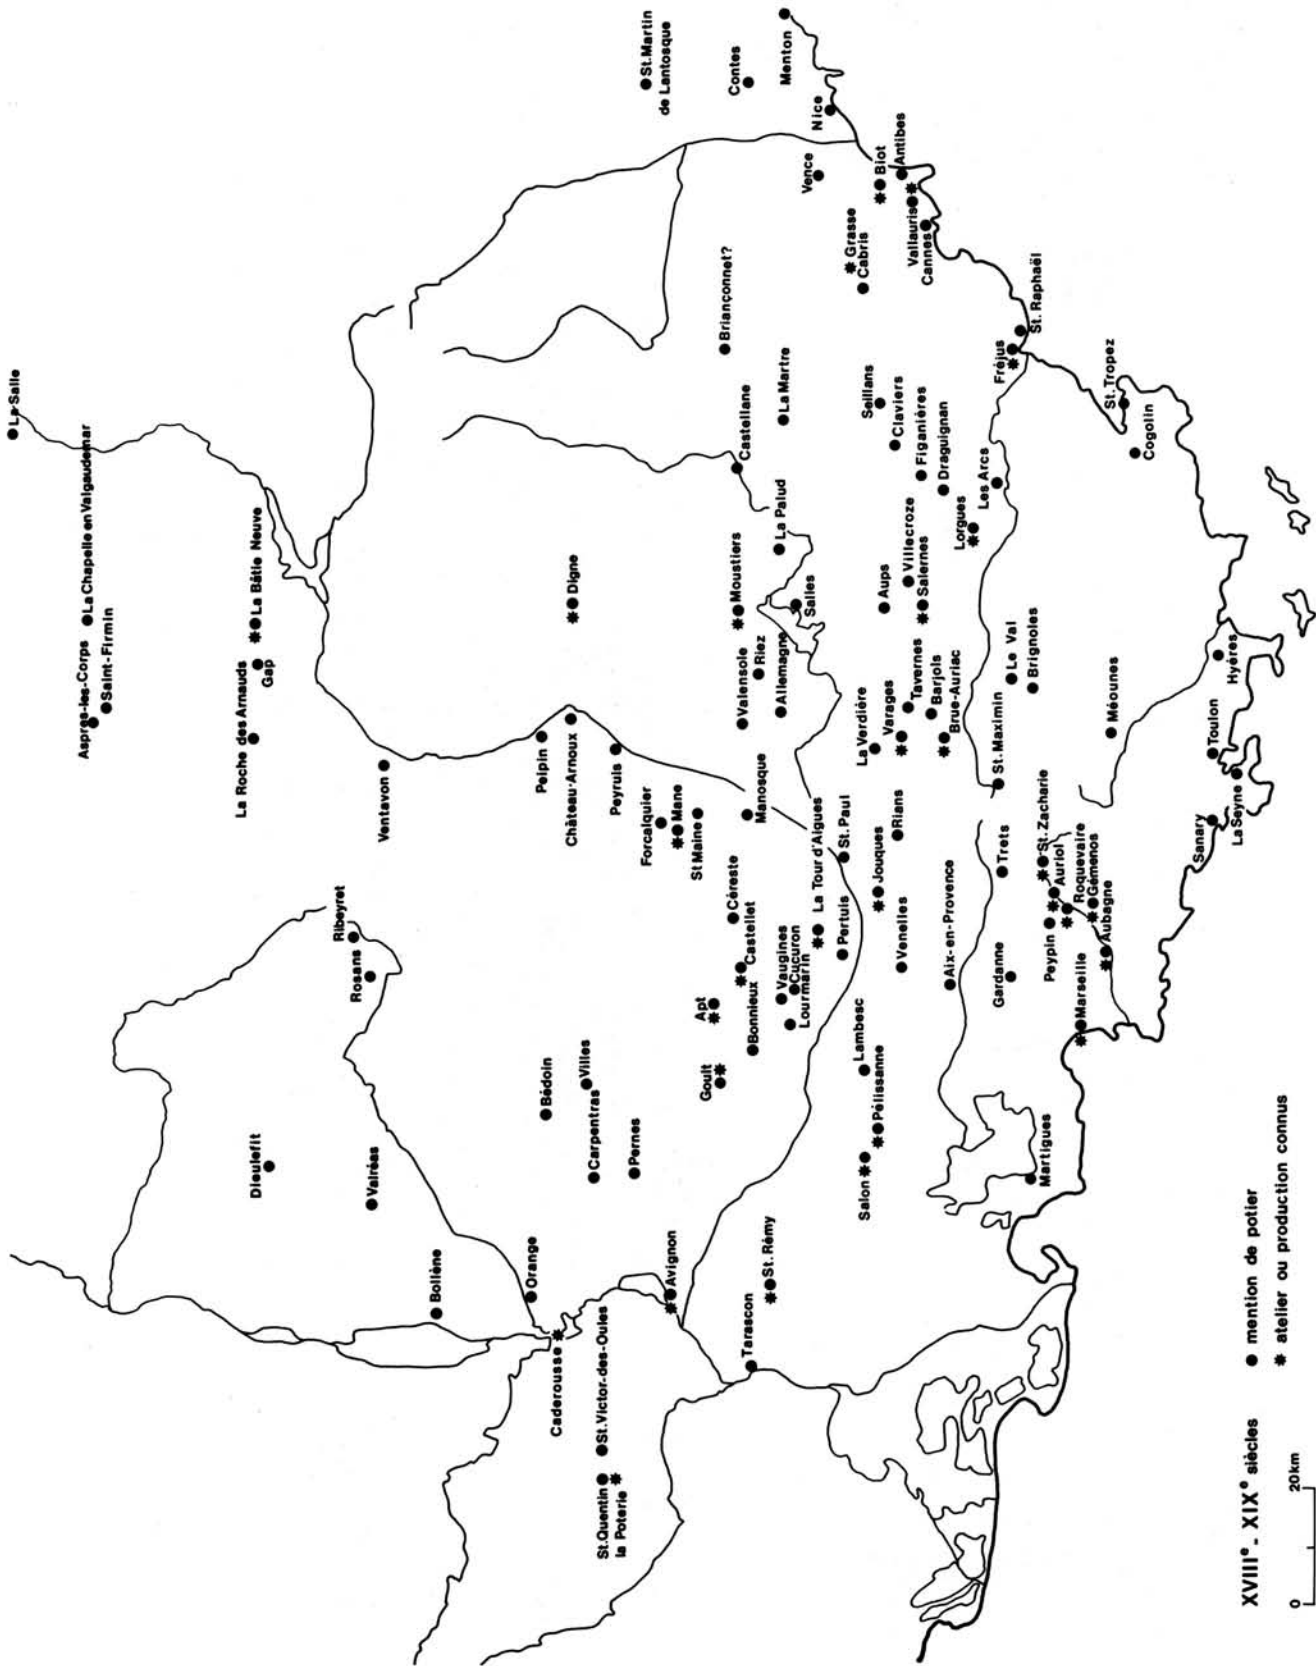 La Salle
La Chapelle en Valgaudemar
Aspres-les-Corps
Saint-Firmin
La Bâtie Neuve
La Roche des Arnauds
Gap
Ventavon
Ribeyret
Rosans
Dieulefit
Valréas
Bollène
Orange
Caderousse
St.Victor-des-Oules
St.Quentin
la Poterie
Bédoin
Villes
Carpentras
Pernes
Avignon
Tarascon
St.Rémy
Peipin
Château-Arnoux
Peyruis
Digne
Forcalquier
Mane
St Maine
Manosque
Céreste
Castellet
Apt
Goult
Bonnieux
Vaugines
Cucuron
Lourmarin
La Tour d'Aigues
St. Paul
Pertuis
Lambesc
Pélissanne
Salon
Jouques
Venelles
Rians
Aix-en-Provence
Trets
Gardanne
Martigues
St. Zacharie
Auriol
Roquevaire
Peypin
Gémenos
Aubagne
Marseille
Moustiers
Valensole
Riez
Allemagne
La Palud
Salles
Castellane
La Martre
Briançonnet?
La Verdière
Varages
Tavernes
Barjols
Brue-Auriac
Aups
Villecroze
Salernes
St. Maximin
Le Val
Brignoles
Méounes
Seillans
Claviers
Figanières
Draguignan
Lorgues
Les Arcs
Fréjus
St. Raphaël
St. Tropez
Cogolin
Hyères
Toulon
La Seyne
Sanary
St.Martin
de Lantosque
Contes
Menton
Nice
Vence
Biot
Antibes
Vallauris
Cannes
Grasse
Cabris
XVIIIe - XIXe siècles
mention de potier
atelier ou production connus
0 20km